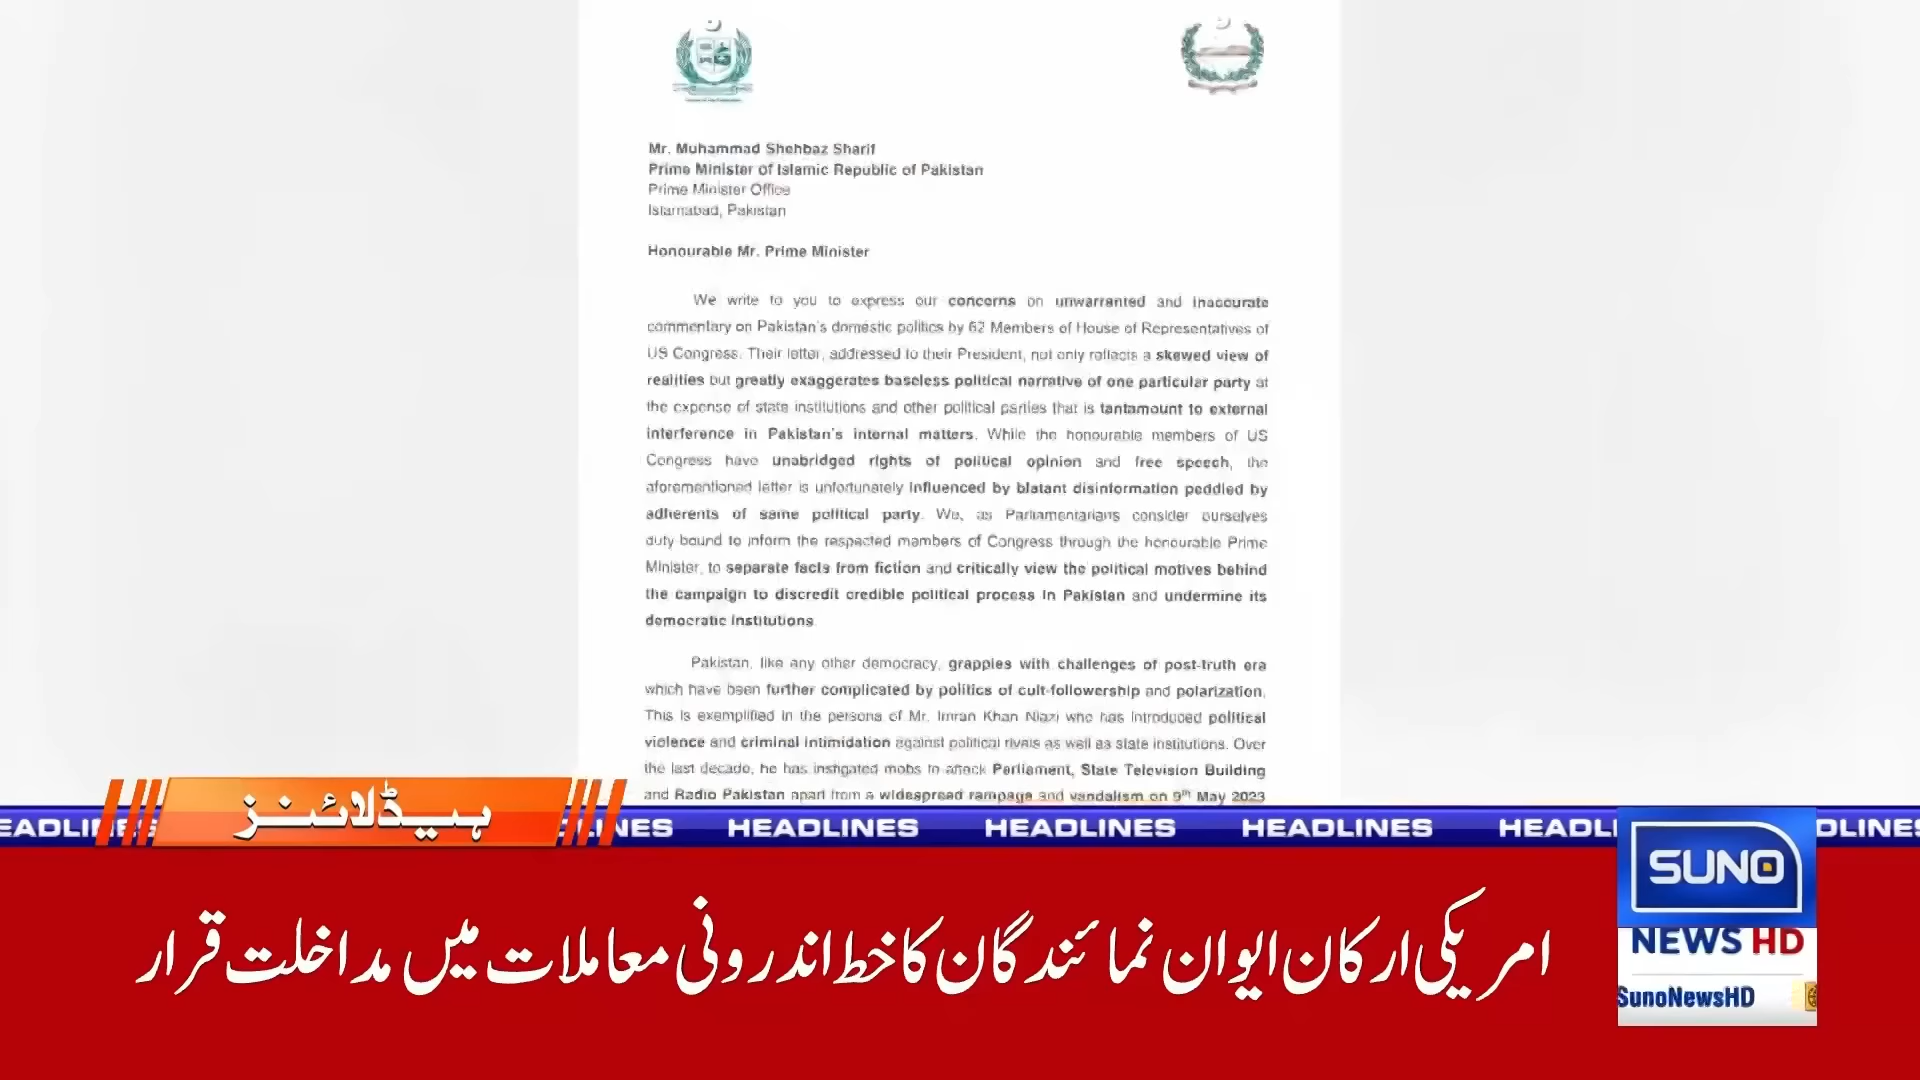 Mr. Muhammad Shehbaz Sharif
Prime Minister of Islamic Republic of Pakistan
Prime Minister Office
Islamabad, Pakistan
Honourable Mr. Prime Minister
We write to you to express our concerns on unwarranted and inaccurate
commentary on Pakistan's domestic politics by 62 Members of House of Representatives of
US Congress. Their letter, addressed to their President, not only reflects a skewed view of
realities but greatly exaggerates baseless political narrative of one particular party at
the expense of state institutions and other political parties that is tantamount to external
interference in Pakistan's internal matters. While the honourable members of US
Congress have unabridged rights of political opinion and free speech, the
aforementioned letter is unfortunately influenced by blatant disinformation peddled by
adherents of same political party. We, as Parliamentarians consider ourselves
duty bound to inform the respected members of Congress through the honourable Prime
Minister, to separate facts from fiction and critically view the political motives behind
the campaign to discredit credible political process in Pakistan and undermine its
democratic institutions.
Pakistan, like any other democracy, grapples with challenges of post-truth era
which have been further complicated by politics of cult-followership and polarization.
This is exemplified in the persona of Mr. Imran Khan Niazi who has introduced political
violence and criminal intimidation against political rivals as well as state institutions. Over
the last decade, he has instigated mobs to attack Parliament, State Television Building
and Radio Pakistan apart from a widespread rampage and vandalism on 9th May 2023
ہیڈلائنز
EADLINES LINES HEADLINES HEADLINES HEADLINES HEADL DLINES
امریکی ارکان ایوان نمائندگان کا خط اندرونی معاملات میں مداخلت قرار
SUNO
NEWS HD
SunoNewsHD